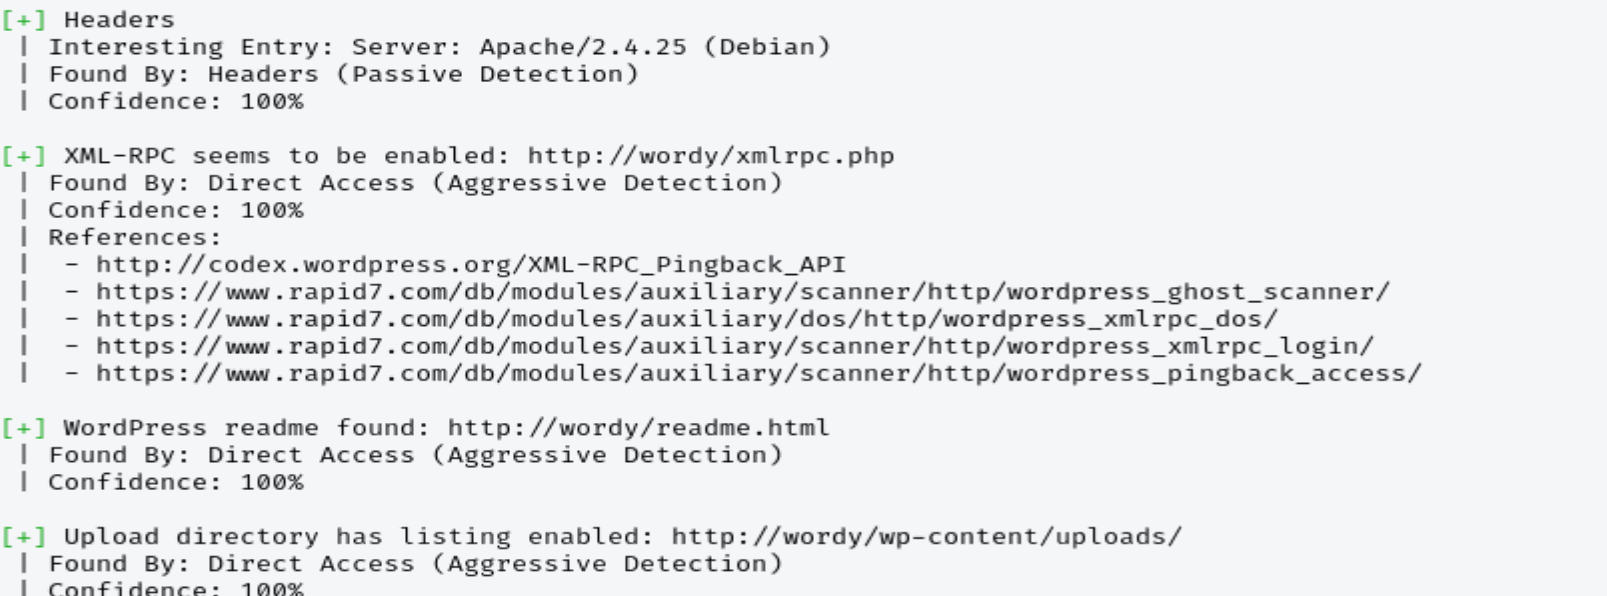 [+] Headers
 | Interesting Entry: Server: Apache/2.4.25 (Debian)
 | Found By: Headers (Passive Detection)
 | Confidence: 100%

[+] XML-RPC seems to be enabled: http://wordy/xmlrpc.php
 | Found By: Direct Access (Aggressive Detection)
 | Confidence: 100%
 | References:
 |  - http://codex.wordpress.org/XML-RPC_Pingback_API
 |  - https://www.rapid7.com/db/modules/auxiliary/scanner/http/wordpress_ghost_scanner/
 |  - https://www.rapid7.com/db/modules/auxiliary/dos/http/wordpress_xmlrpc_dos/
 |  - https://www.rapid7.com/db/modules/auxiliary/scanner/http/wordpress_xmlrpc_login/
 |  - https://www.rapid7.com/db/modules/auxiliary/scanner/http/wordpress_pingback_access/

[+] WordPress readme found: http://wordy/readme.html
 | Found By: Direct Access (Aggressive Detection)
 | Confidence: 100%

[+] Upload directory has listing enabled: http://wordy/wp-content/uploads/
 | Found By: Direct Access (Aggressive Detection)
 | Confidence: 100%